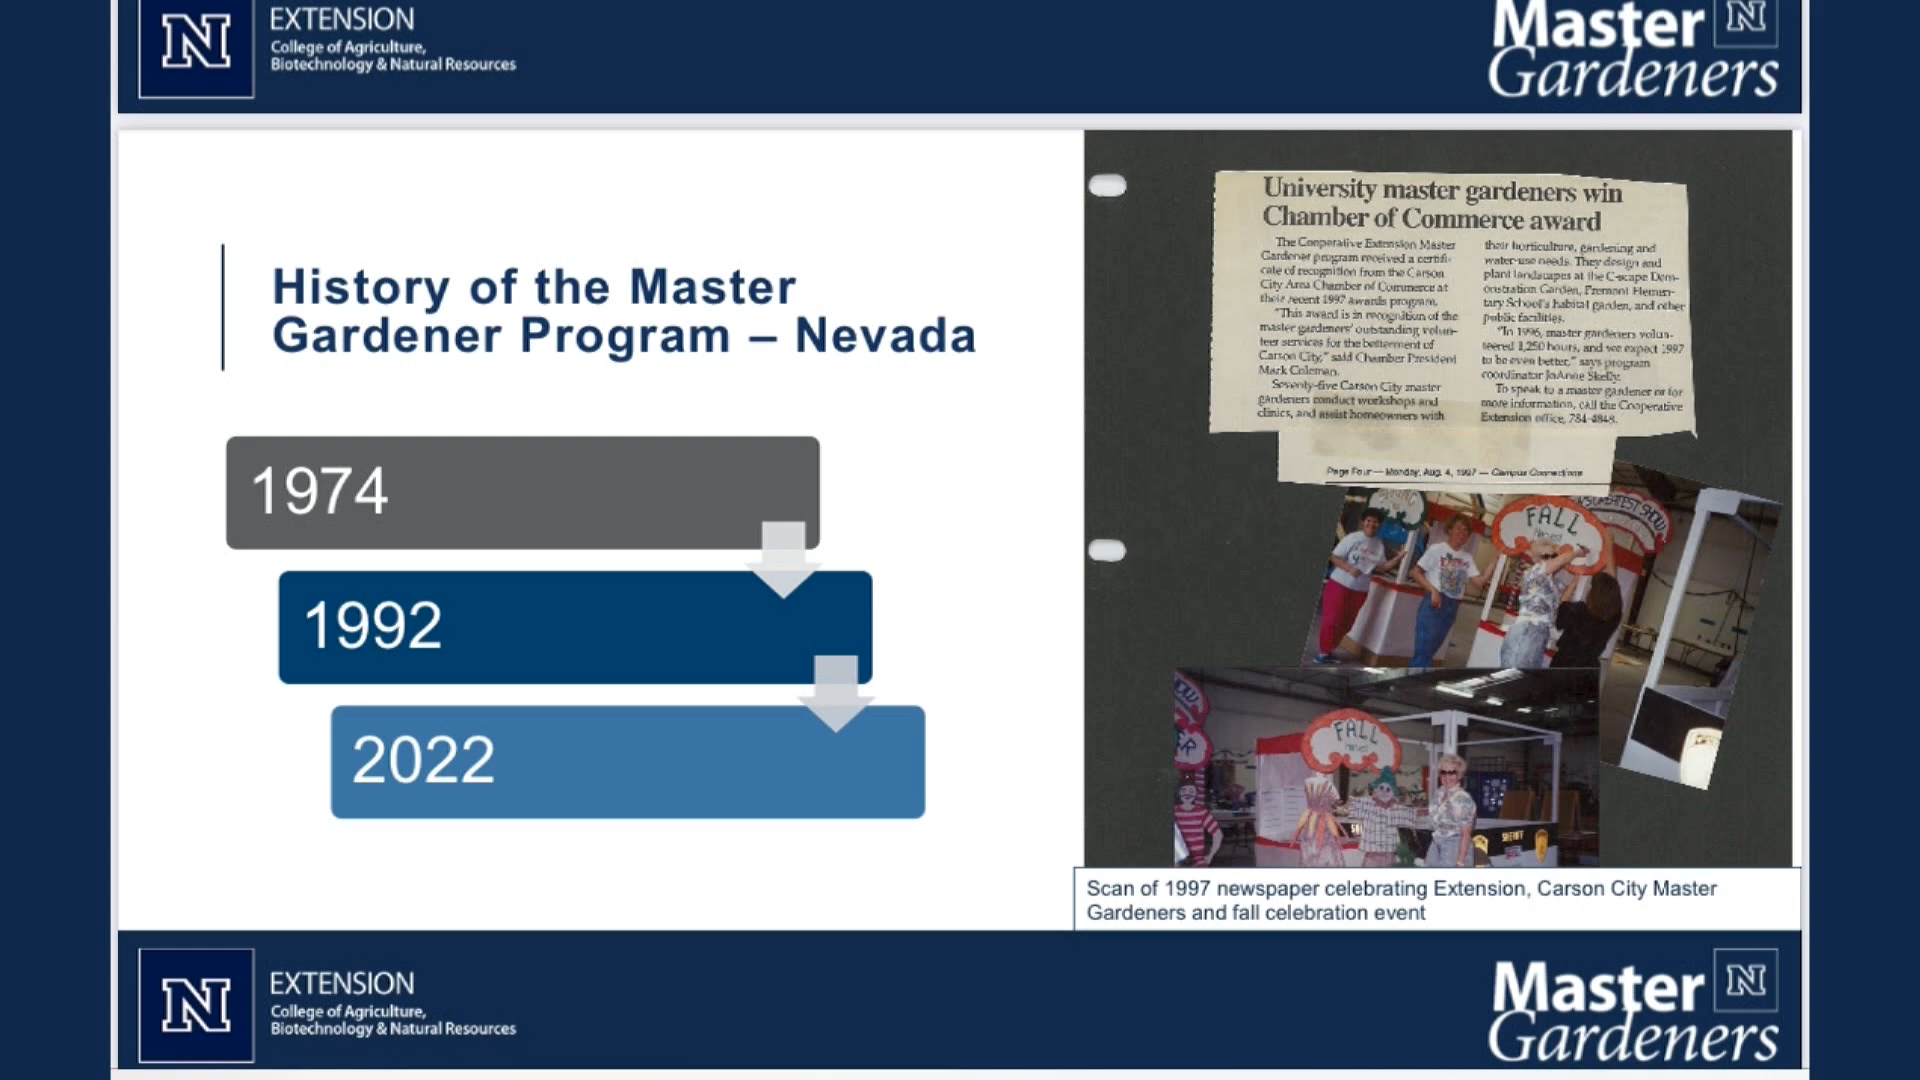 N
EXTENSION
College of Agriculture,
Biotechnology & Natural Resources
Master N
Gardeners
History of the Master
Gardener Program – Nevada
1974
1992
2022
University master gardeners win
Chamber of Commerce award
The Cooperative Extension Master
Gardener program received a certifi-
cate of recognition from the Carson
City Area Chamber of Commerce at
their recent 1997 awards program.
"This award is in recognition of the
master gardeners' outstanding volun-
teer services for the betterment of
Carson City," said Chamber President
Mark Coleman.
Seventy-five Carson City master
gardeners conduct workshops and
clinics, and assist homeowners with
their horticulture, gardening and
water-use needs. They design and
plant landscapes at the C-scape Dem-
onstration Garden, Fremont Elemen-
tary School's habitat garden, and other
public facilities.
"In 1996, master gardeners volun-
teered 1,250 hours, and we expect 1997
to be even better," says program
coordinator JoAnne Skelly.
To speak to a master gardener or for
more information, call the Cooperative
Extension office, 784-4848.
Page Four — Monday, Aug. 4, 1997 — Campus Connections
FALL
FALL
SHERIFF
Scan of 1997 newspaper celebrating Extension, Carson City Master
Gardeners and fall celebration event
N
EXTENSION
College of Agriculture,
Biotechnology & Natural Resources
Master N
Gardeners